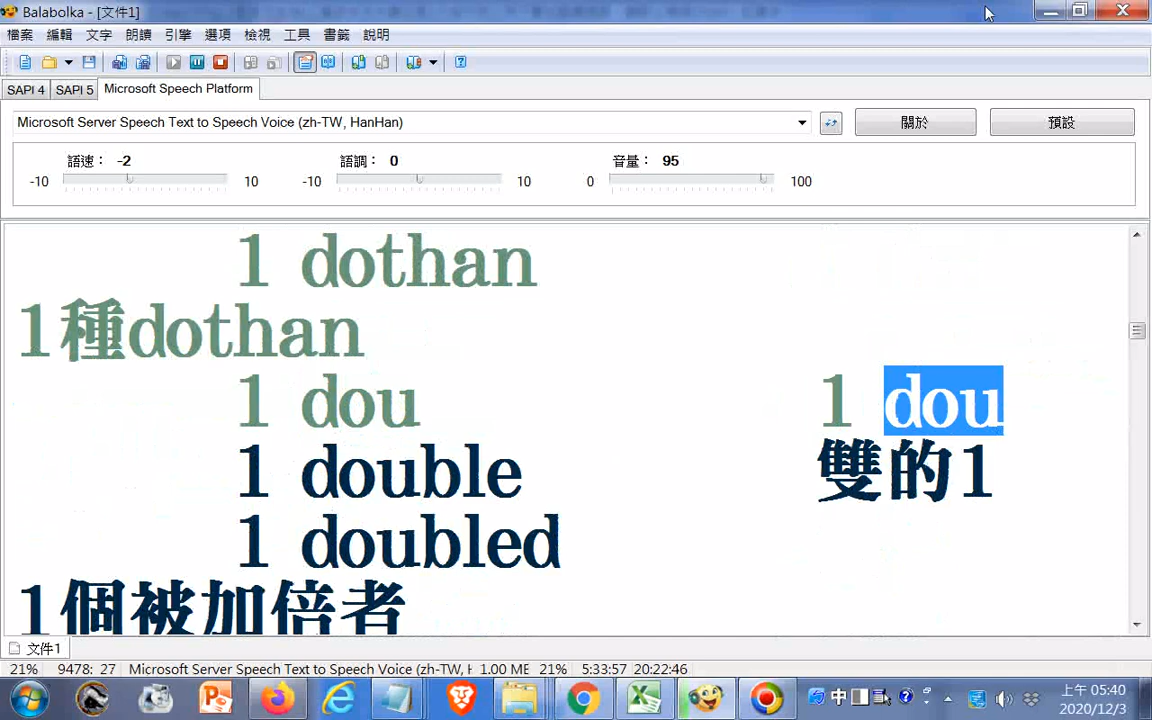 Balabolka - [文件1]
檔案 編輯 文字 朗讀 引擎 選項 檢視 工具 書籤 說明
SAPI 4 SAPI 5 Microsoft Speech Platform
Microsoft Server Speech Text to Speech Voice (zh-TW, HanHan) 關於 預設
語速： -2 語調： 0 音量： 95
-10 10 -10 10 0 100
1 dothan
1種dothan
1 dou 1 dou
1 double 雙的1
1 doubled
1個被加倍者
文件1
21% 9478: 27 Microsoft Server Speech Text to Speech Voice (zh-TW, H 1.00 ME 21% 5:33:57 20:22:46
中 上午 05:40
2020/12/3